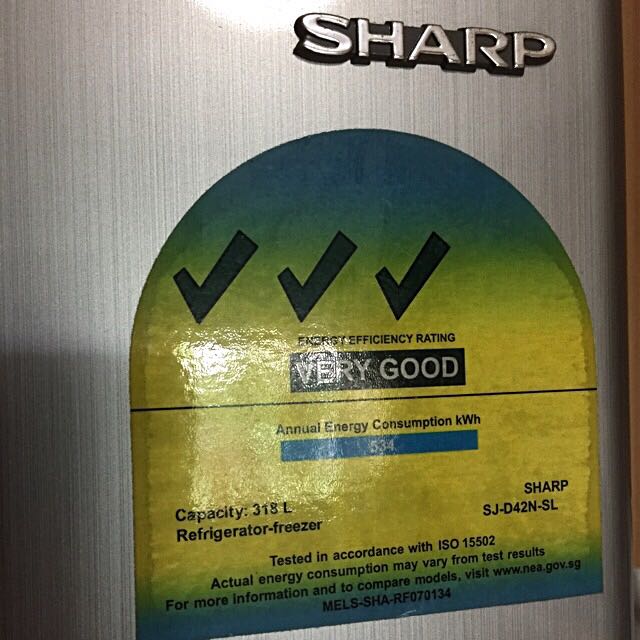 SHARP
ENERGY EFFICIENCY RATING
VERY GOOD
Annual Energy Consumption kWh
Capacity: 318 L
Refrigerator-freezer
SHARP
SJ-D42N-SL
Tested in accordance with ISO 15502
Actual energy consumption may vary from test results
For more information and to compare models, visit www.nea.gov.sg
MELS-SHA-RF070134